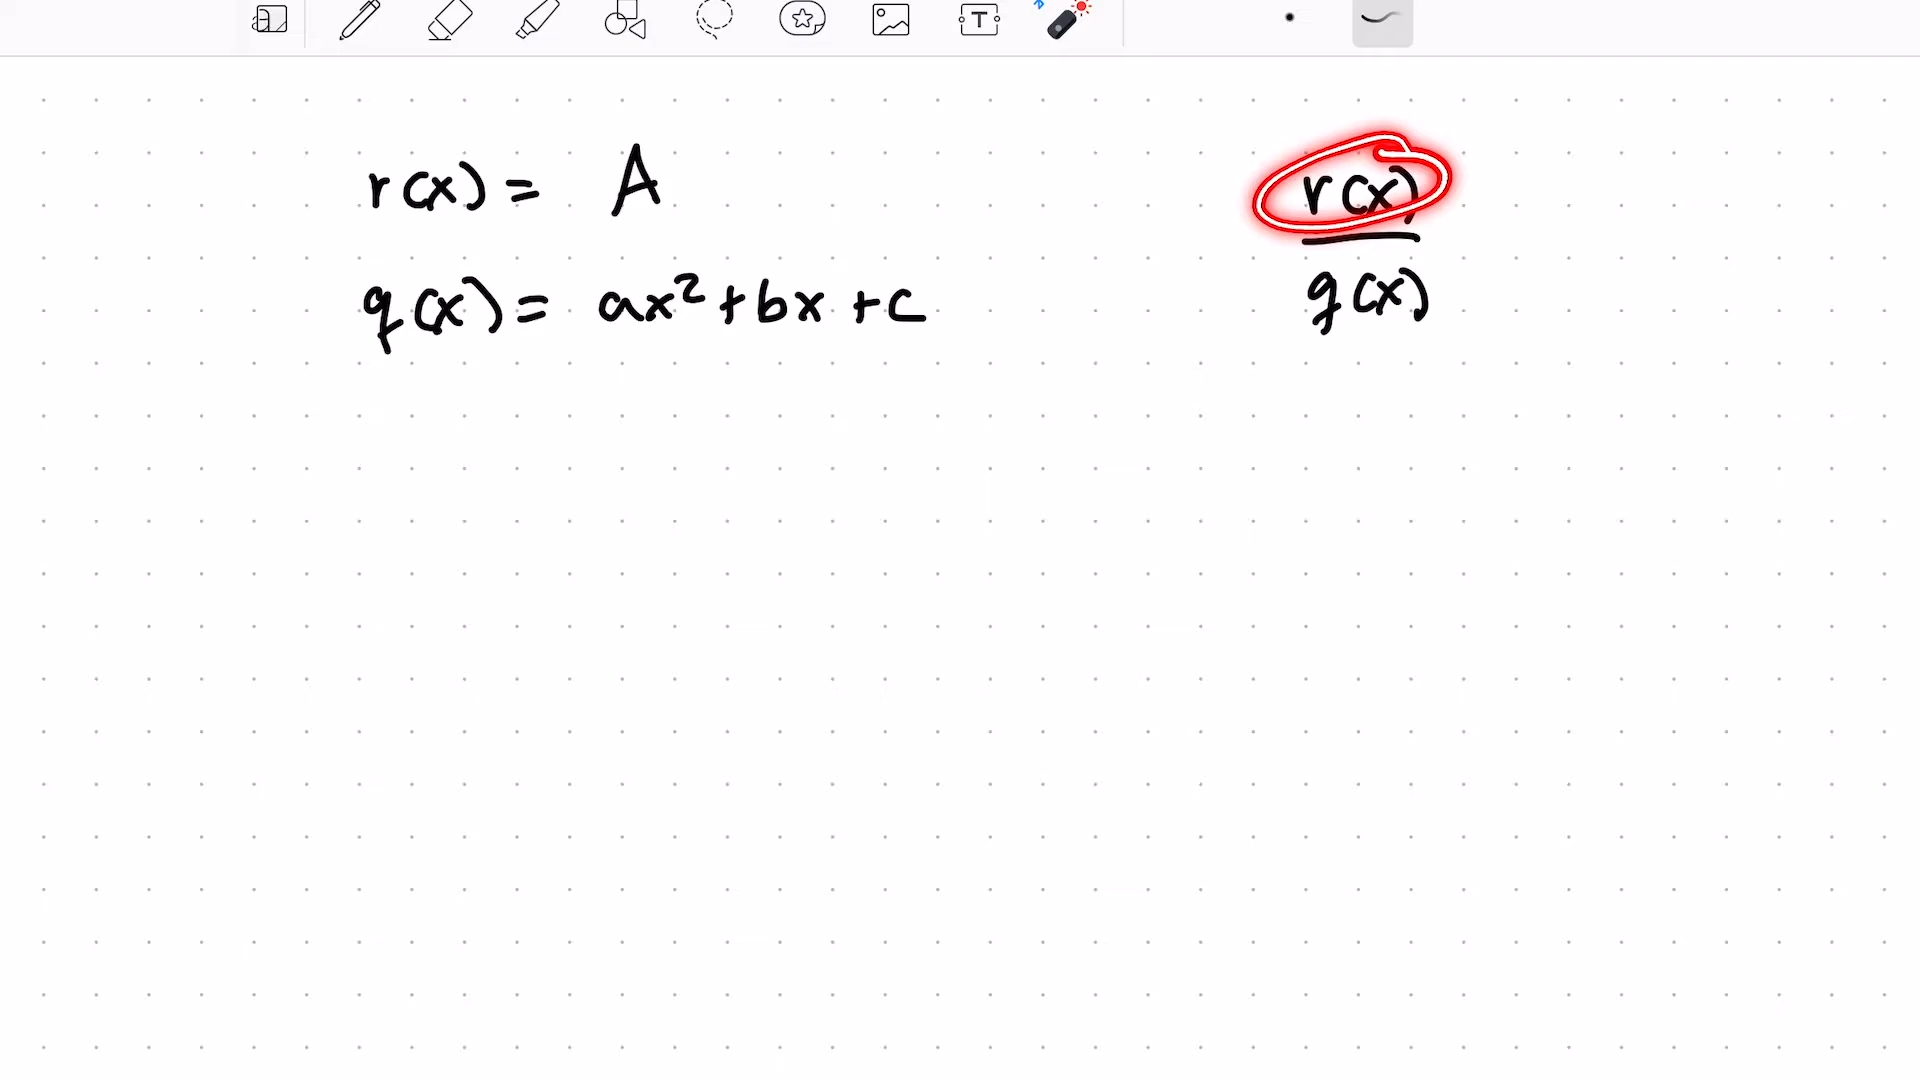 r(x) = A
q(x) = ax² + bx + c
r(x)
q(x)